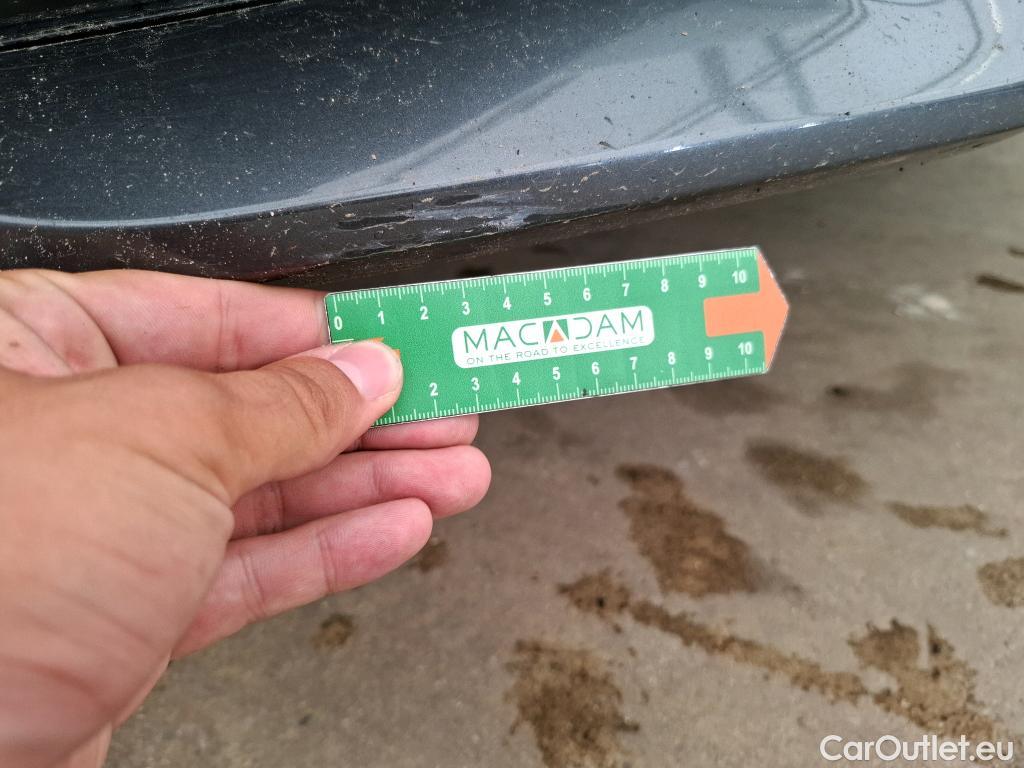 0 1 2 3 4 5 6 7 8 9 10
MACADAM
ON THE ROAD TO EXCELLENCE
2 3 4 5 6 7 8 9 10
CarOutlet.eu